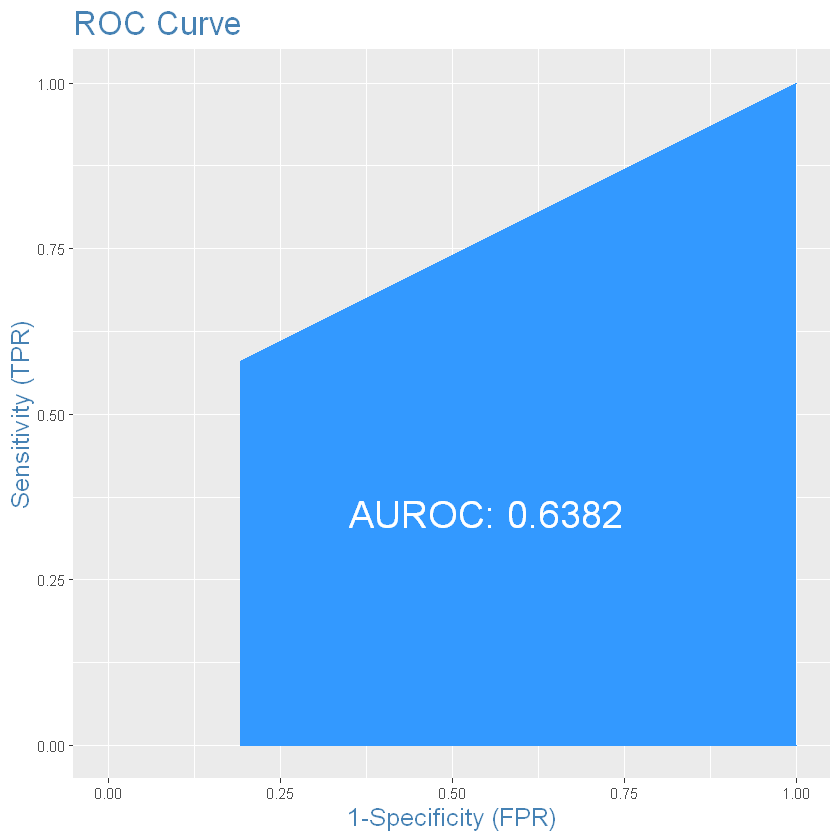 ROC Curve
1.00
0.75
0.50
0.25
0.00
Sensitivity (TPR)
AUROC: 0.6382
0.00 0.25 0.50 0.75 1.00
1-Specificity (FPR)